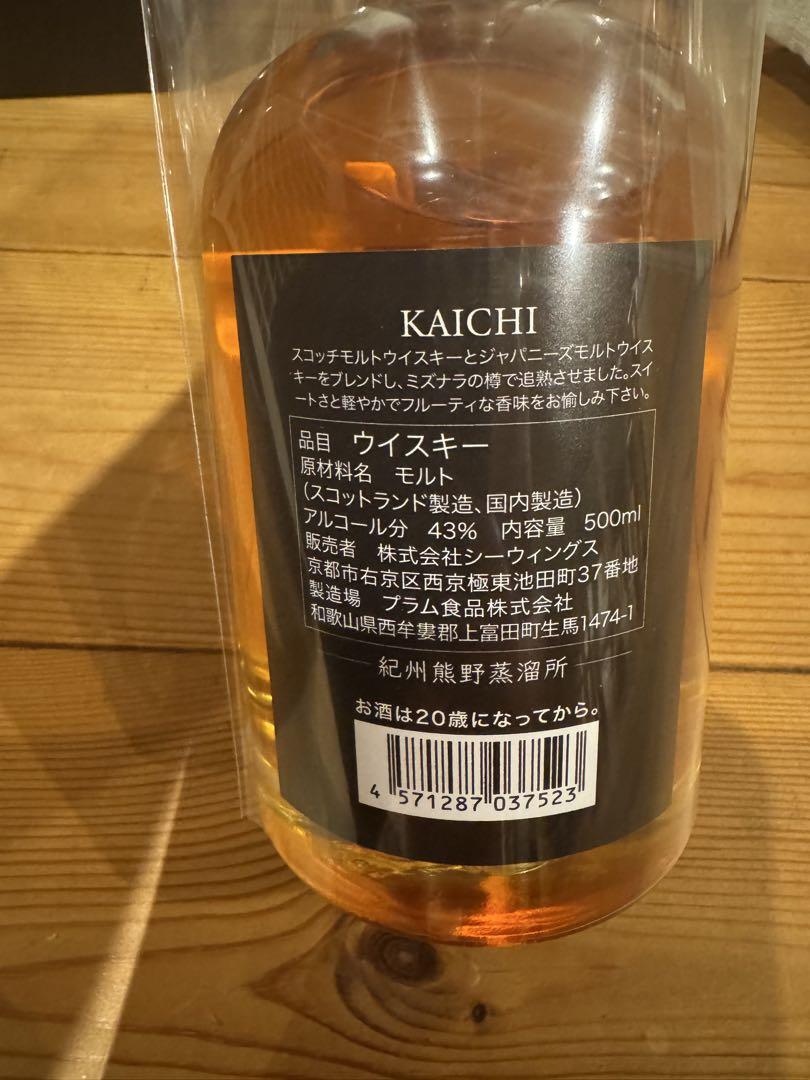 KAICHI
スコッチモルトウイスキーとジャパニーズモルトウイス
キーをブレンドし、ミズナラの樽で追熟させました。スイ
ートさと軽やかでフルーティな香味をお愉しみ下さい。
品目 ウイスキー
原材料名 モルト
(スコットランド製造、国内製造)
アルコール分 43% 内容量 500ml
販売者 株式会社シーウィングス
京都市右京区西京極東池田町37番地
製造場 プラム食品株式会社
和歌山県西牟婁郡上富田町生馬1474-1
紀州熊野蒸溜所
お酒は20歳になってから。
4 571287 037523